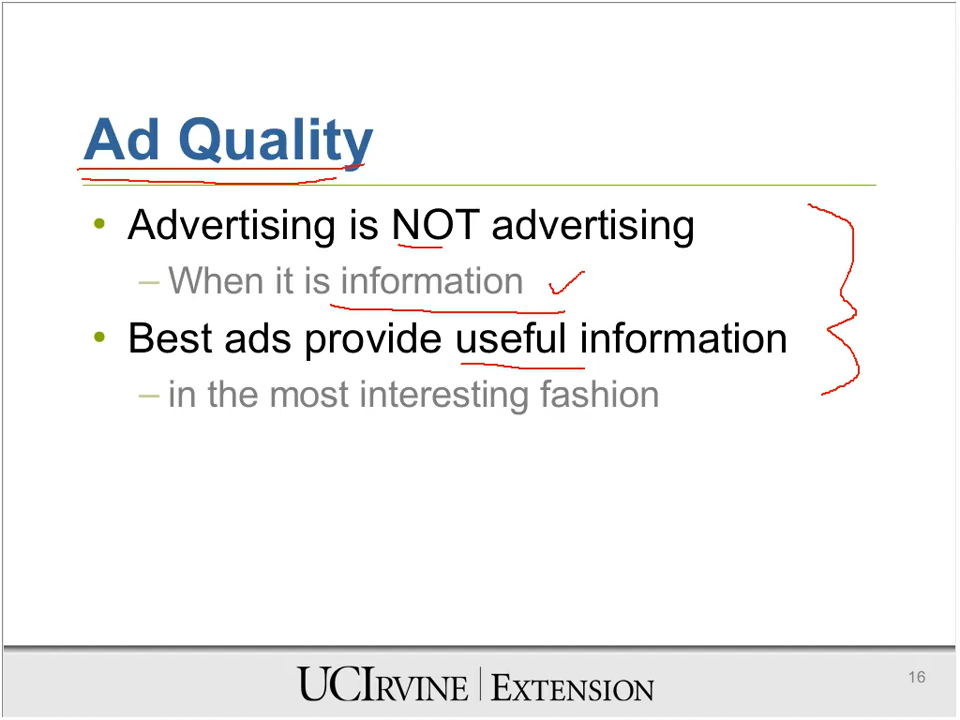 Ad Quality
• Advertising is NOT advertising
– When it is information
• Best ads provide useful information
– in the most interesting fashion
UCIRVINE | EXTENSION
16